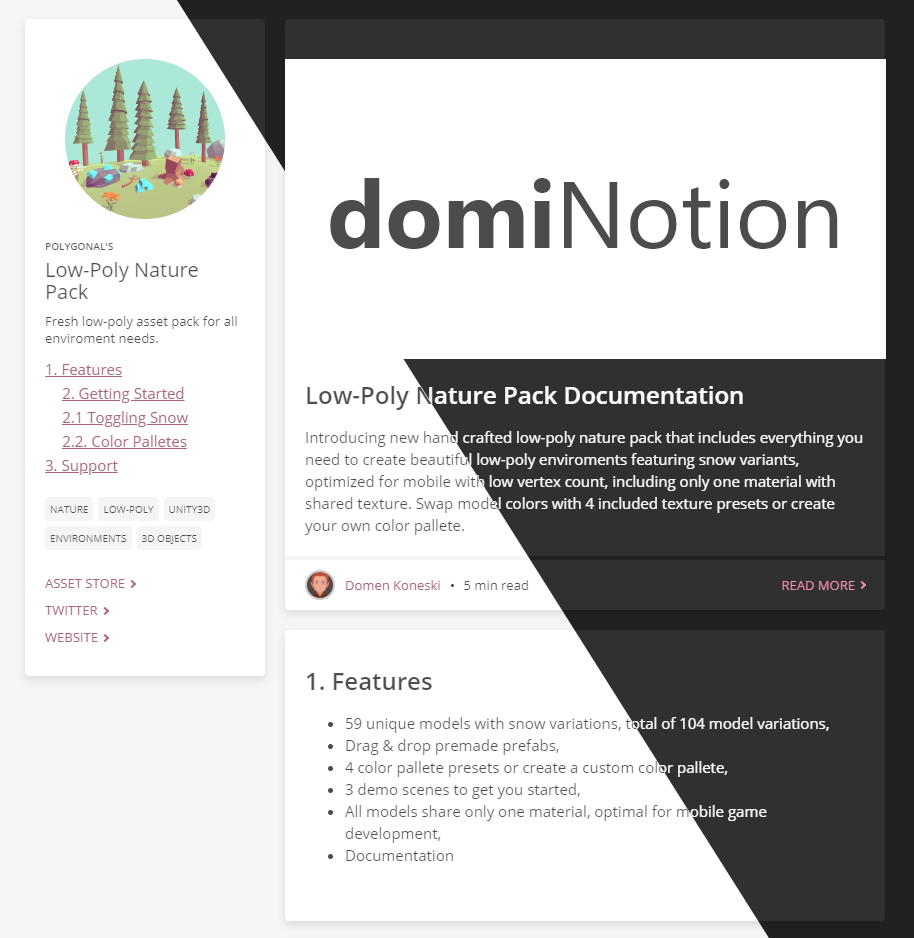 POLYGONAL'S
Low-Poly Nature
Pack
Fresh low-poly asset pack for all
enviroment needs.
1. Features
2. Getting Started
2.1 Toggling Snow
2.2. Color Palletes
3. Support
NATURE LOW-POLY UNITY3D
ENVIRONMENTS 3D OBJECTS
ASSET STORE
TWITTER
WEBSITE
domiNotion
Low-Poly Nature Pack Documentation
Introducing new hand crafted low-poly nature pack that includes everything you
need to create beautiful low-poly enviroments featuring snow variants,
optimized for mobile with low vertex count, including only one material with
shared texture. Swap model colors with 4 included texture presets or create
your own color pallete.
Domen Koneski • 5 min read READ MORE
1. Features
• 59 unique models with snow variations, total of 104 model variations,
• Drag & drop premade prefabs,
• 4 color pallete presets or create a custom color pallete,
• 3 demo scenes to get you started,
• All models share only one material, optimal for mobile game
development,
• Documentation